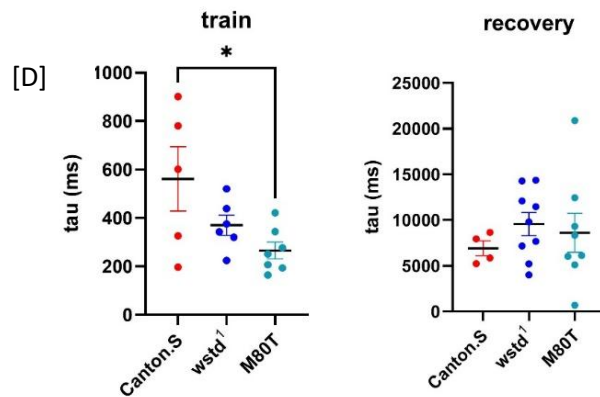 train
recovery
[D]
*
1000
800
600
400
200
0
tau (ms)
Canton.S
wstd¹
M80T
25000
20000
15000
10000
5000
0
tau (ms)
Canton.S
wstd¹
M80T